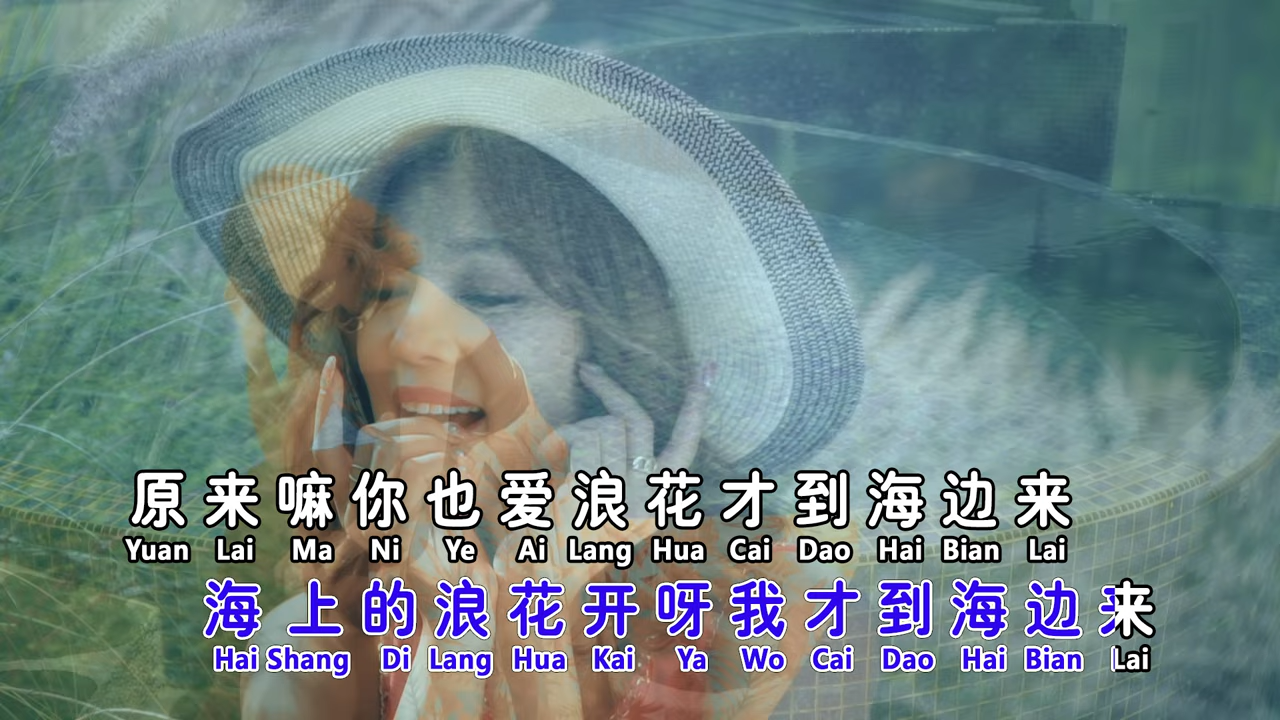 原来嘛你也爱浪花才到海边来
Yuan Lai Ma Ni Ye Ai Lang Hua Cai Dao Hai Bian Lai
海上的浪花开呀我才到海边来
Hai Shang Di Lang Hua Kai Ya Wo Cai Dao Hai Bian Lai